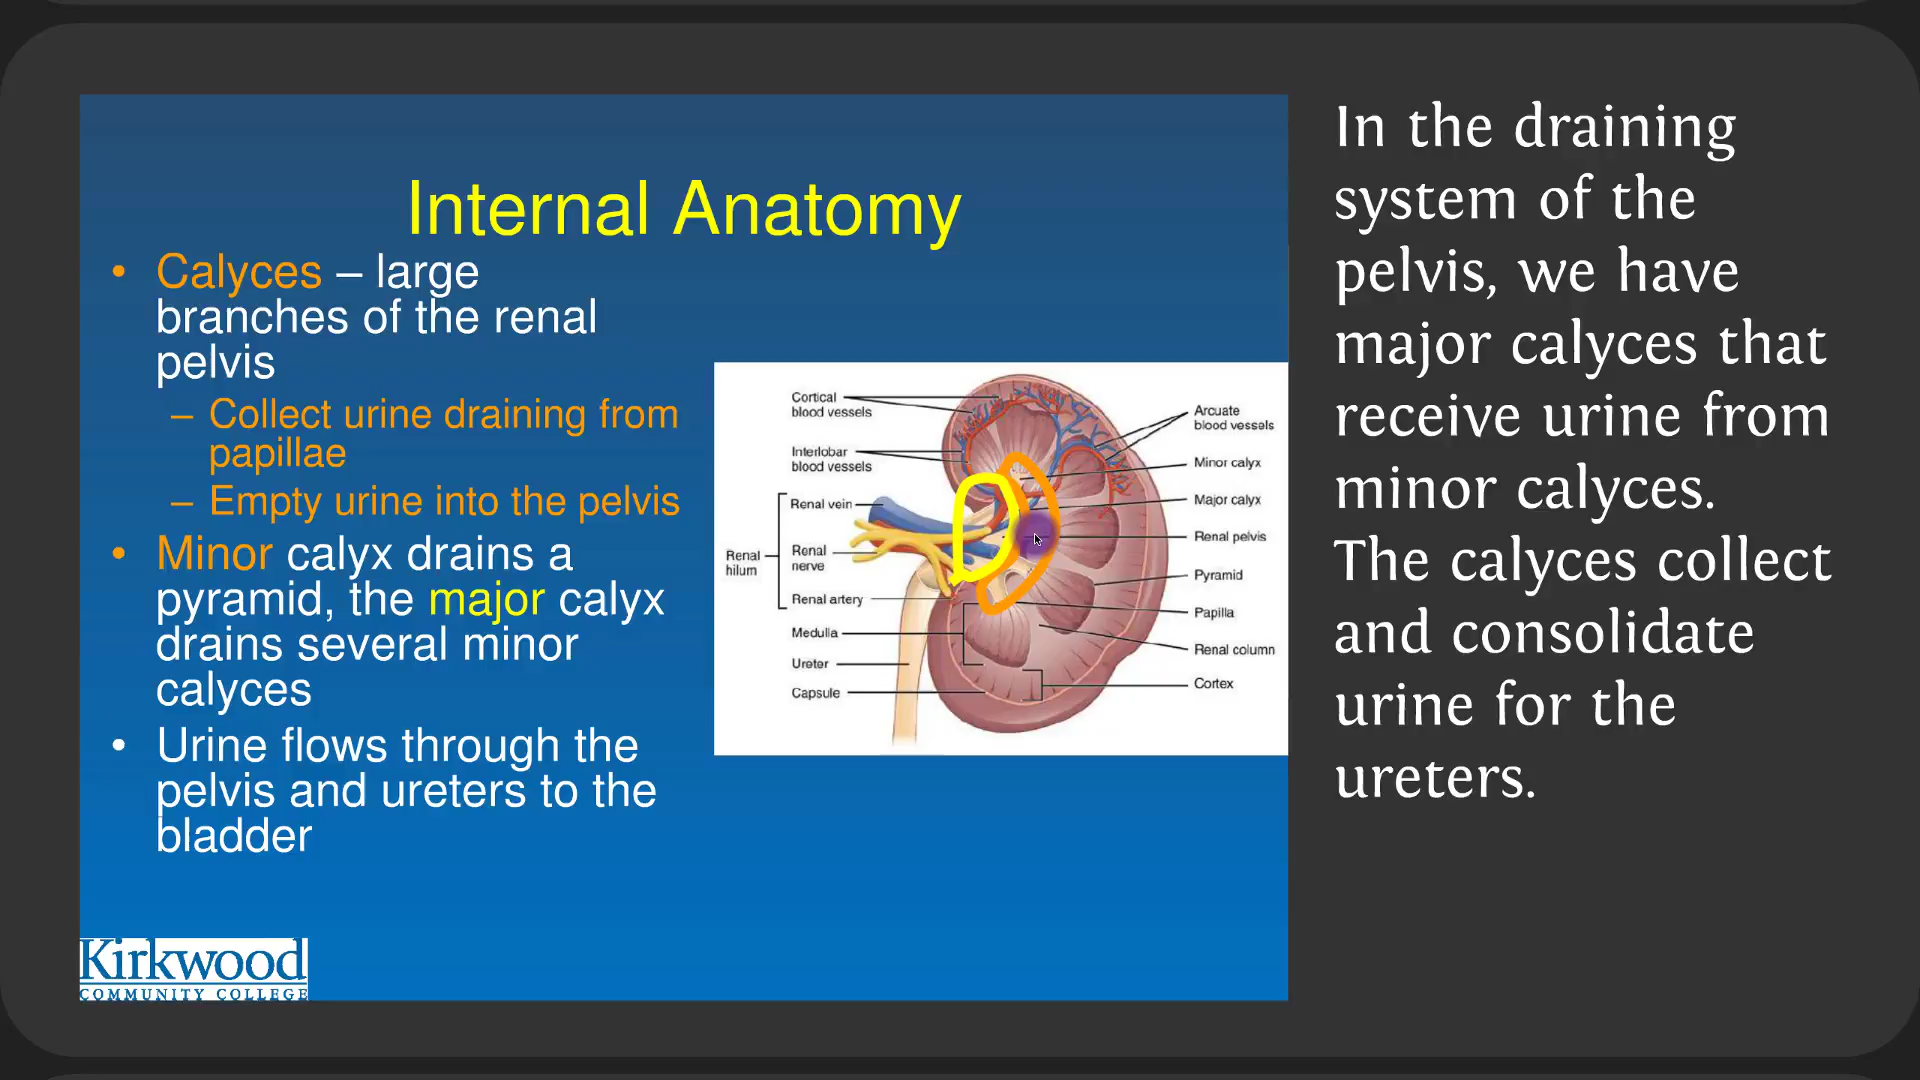 Internal Anatomy
• Calyces – large
branches of the renal
pelvis
– Collect urine draining from
papillae
– Empty urine into the pelvis
• Minor calyx drains a
pyramid, the major calyx
drains several minor
calyces
• Urine flows through the
pelvis and ureters to the
bladder
Cortical
blood vessels
Interlobar
blood vessels
Renal vein
Renal
hilum
Renal
nerve
Renal artery
Medulla
Ureter
Capsule
Arcuate
blood vessels
Minor calyx
Major calyx
Renal pelvis
Pyramid
Papilla
Renal column
Cortex
Kirkwood
COMMUNITY COLLEGE
In the draining
system of the
pelvis, we have
major calyces that
receive urine from
minor calyces.
The calyces collect
and consolidate
urine for the
ureters.